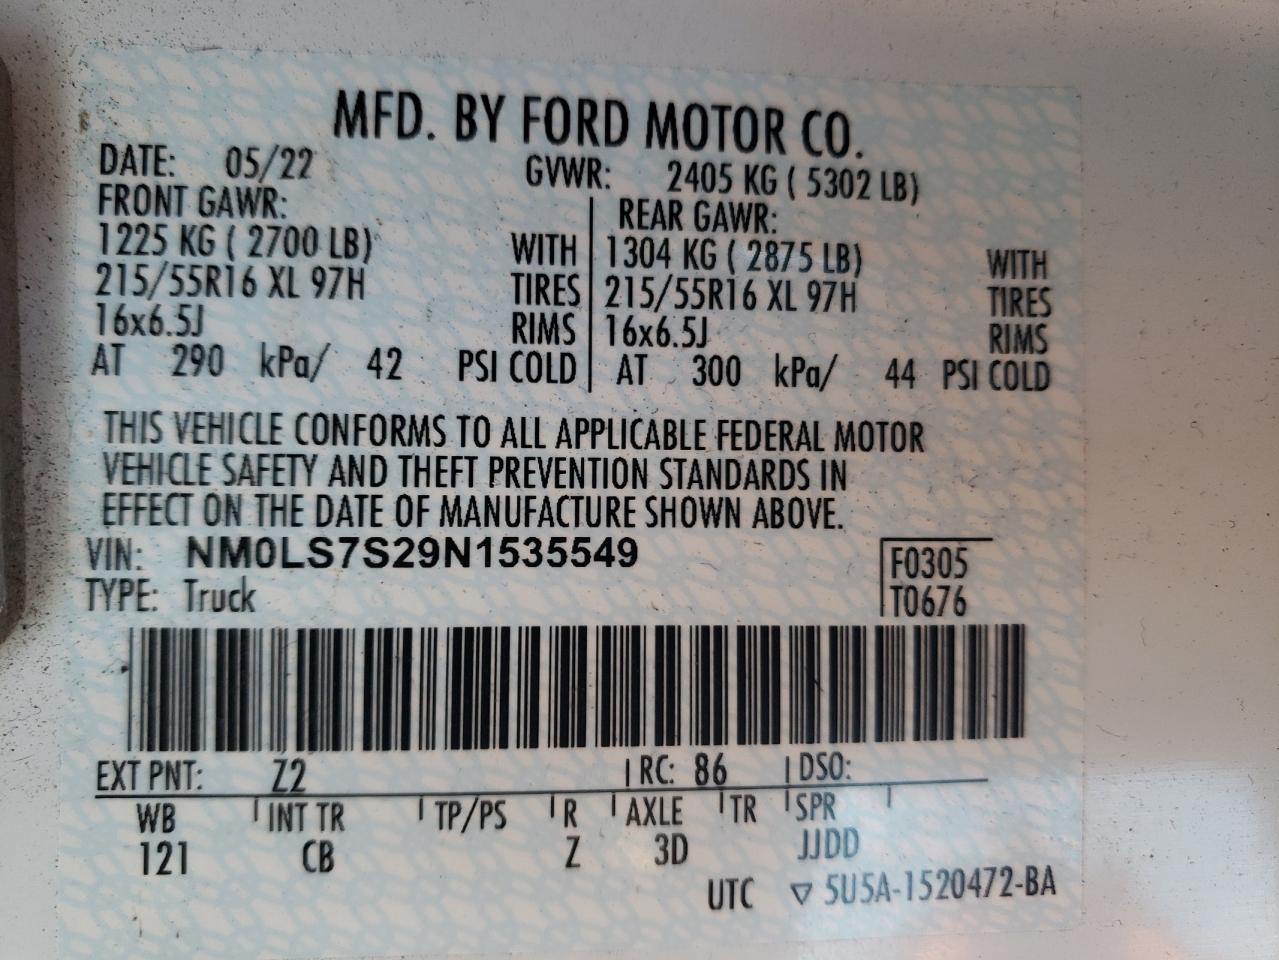 MFD. BY FORD MOTOR CO.
DATE: 05/22 GVWR: 2405 KG ( 5302 LB)
FRONT GAWR: REAR GAWR:
1225 KG ( 2700 LB) WITH 1304 KG ( 2875 LB) WITH
215/55R16 XL 97H TIRES 215/55R16 XL 97H TIRES
16x6.5J RIMS 16x6.5J RIMS
AT 290 kPa/ 42 PSI COLD AT 300 kPa/ 44 PSI COLD
THIS VEHICLE CONFORMS TO ALL APPLICABLE FEDERAL MOTOR
VEHICLE SAFETY AND THEFT PREVENTION STANDARDS IN
EFFECT ON THE DATE OF MANUFACTURE SHOWN ABOVE.
VIN: NM0LS7S29N1535549 F0305
TYPE: Truck T0676
EXT PNT: Z2 RC: 86 DSO:
WB INT TR TP/PS R AXLE TR SPR
121 CB Z 3D JJDD
UTC ▽ 5U5A-1520472-BA